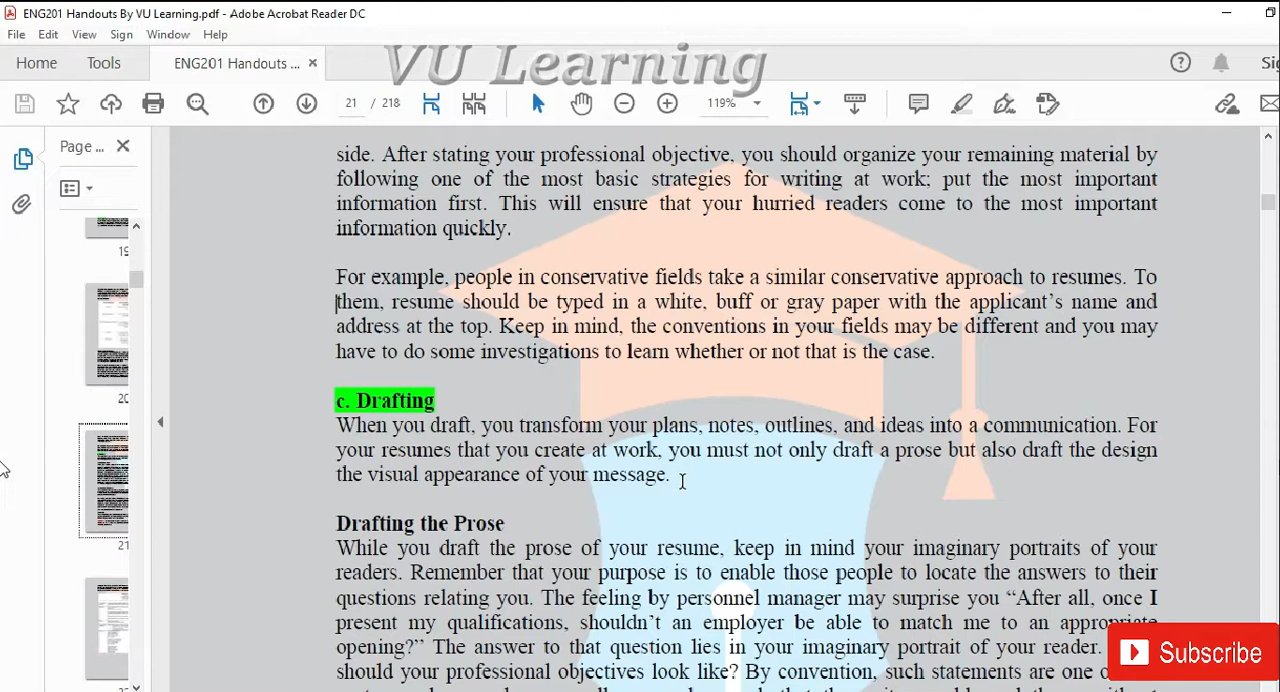 ENG201 Handouts By VU Learning.pdf - Adobe Acrobat Reader DC
File Edit View Sign Window Help
Home Tools ENG201 Handouts ... ×
VU Learning
21 / 218 119%
Page ...
side. After stating your professional objective, you should organize your remaining material by
following one of the most basic strategies for writing at work; put the most important
information first. This will ensure that your hurried readers come to the most important
information quickly.
For example, people in conservative fields take a similar conservative approach to resumes. To
them, resume should be typed in a white, buff or gray paper with the applicant's name and
address at the top. Keep in mind, the conventions in your fields may be different and you may
have to do some investigations to learn whether or not that is the case.
c. Drafting
When you draft, you transform your plans, notes, outlines, and ideas into a communication. For
your resumes that you create at work, you must not only draft a prose but also draft the design
the visual appearance of your message.
Drafting the Prose
While you draft the prose of your resume, keep in mind your imaginary portraits of your
readers. Remember that your purpose is to enable those people to locate the answers to their
questions relating you. The feeling by personnel manager may surprise you “After all, once I
present my qualifications, shouldn't an employer be able to match me to an
opening?” The answer to that question lies in your imaginary portrait of your reader.
should your professional objectives look like? By convention, such statements are one
20
21
Subscribe